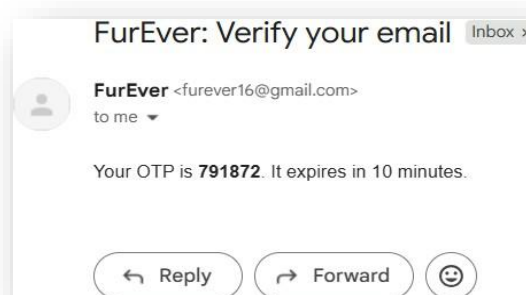 FurEver: Verify your email Inbox ×
FurEver <furever16@gmail.com>
to me
Your OTP is 791872. It expires in 10 minutes.
Reply Forward